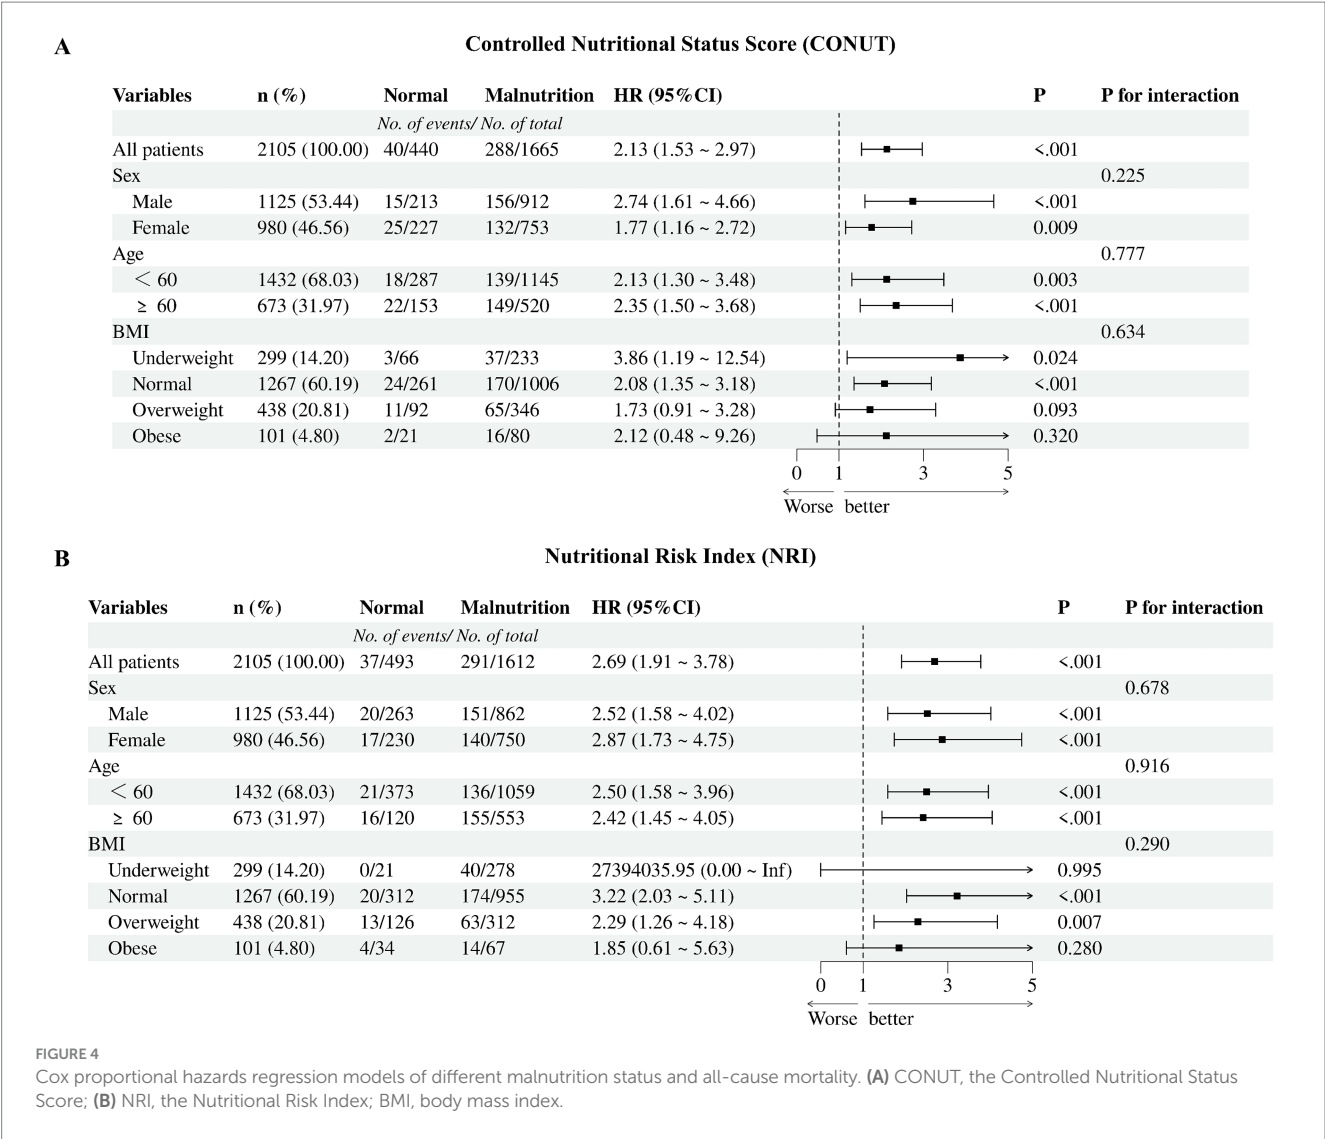 A
Controlled Nutritional Status Score (CONUT)
Variables n (%) Normal Malnutrition HR (95%CI) P P for interaction
No. of events/ No. of total
All patients 2105 (100.00) 40/440 288/1665 2.13 (1.53 ~ 2.97) <.001
Sex 0.225
Male 1125 (53.44) 15/213 156/912 2.74 (1.61 ~ 4.66) <.001
Female 980 (46.56) 25/227 132/753 1.77 (1.16 ~ 2.72) 0.009
Age 0.777
< 60 1432 (68.03) 18/287 139/1145 2.13 (1.30 ~ 3.48) 0.003
≥ 60 673 (31.97) 22/153 149/520 2.35 (1.50 ~ 3.68) <.001
BMI 0.634
Underweight 299 (14.20) 3/66 37/233 3.86 (1.19 ~ 12.54) 0.024
Normal 1267 (60.19) 24/261 170/1006 2.08 (1.35 ~ 3.18) <.001
Overweight 438 (20.81) 11/92 65/346 1.73 (0.91 ~ 3.28) 0.093
Obese 101 (4.80) 2/21 16/80 2.12 (0.48 ~ 9.26) 0.320
0 1 3 5
Worse better
B
Nutritional Risk Index (NRI)
Variables n (%) Normal Malnutrition HR (95%CI) P P for interaction
No. of events/ No. of total
All patients 2105 (100.00) 37/493 291/1612 2.69 (1.91 ~ 3.78) <.001
Sex 0.678
Male 1125 (53.44) 20/263 151/862 2.52 (1.58 ~ 4.02) <.001
Female 980 (46.56) 17/230 140/750 2.87 (1.73 ~ 4.75) <.001
Age 0.916
< 60 1432 (68.03) 21/373 136/1059 2.50 (1.58 ~ 3.96) <.001
≥ 60 673 (31.97) 16/120 155/553 2.42 (1.45 ~ 4.05) <.001
BMI 0.290
Underweight 299 (14.20) 0/21 40/278 27394035.95 (0.00 ~ Inf) 0.995
Normal 1267 (60.19) 20/312 174/955 3.22 (2.03 ~ 5.11) <.001
Overweight 438 (20.81) 13/126 63/312 2.29 (1.26 ~ 4.18) 0.007
Obese 101 (4.80) 4/34 14/67 1.85 (0.61 ~ 5.63) 0.280
0 1 3 5
Worse better
FIGURE 4
Cox proportional hazards regression models of different malnutrition status and all-cause mortality. (A) CONUT, the Controlled Nutritional Status
Score; (B) NRI, the Nutritional Risk Index; BMI, body mass index.